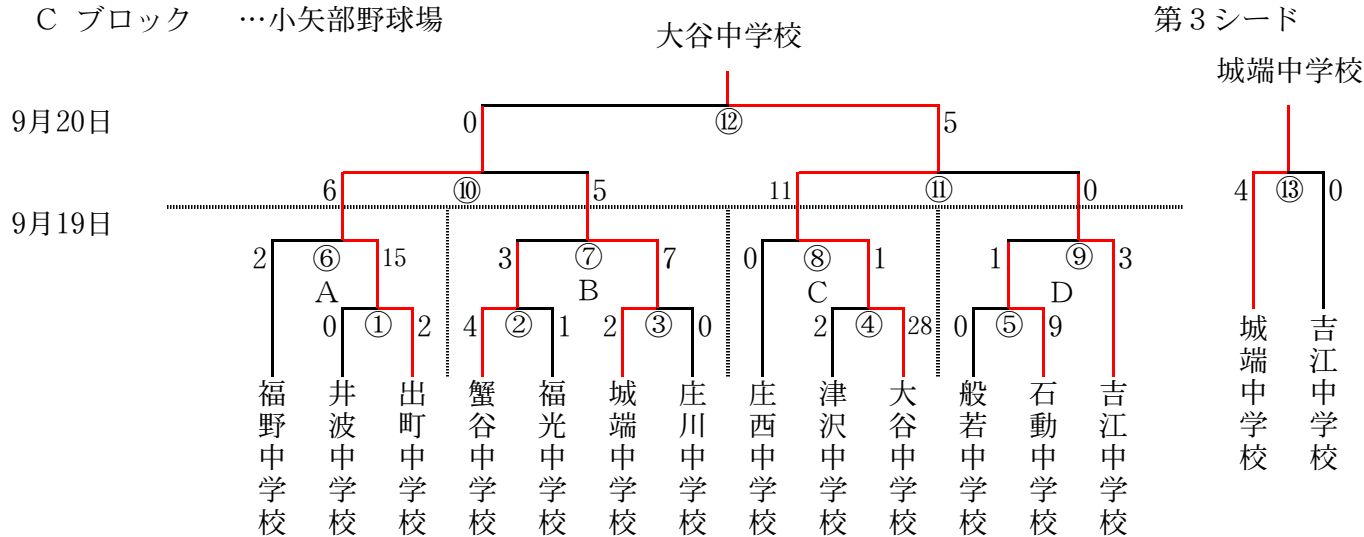 C ブロック　…小矢部野球場
大谷中学校
第3シード
城端中学校
9月20日
0 ⑫ 5
6 ⑩ 5 11 ⑪ 0 4 ⑬ 0
9月19日
2 ⑥ 15 3 ⑦ 7 0 ⑧ 1 1 ⑨ 3
A B C D
0 ① 2 4 ② 1 2 ③ 0 2 ④ 28 0 ⑤ 9
福野中学校
井波中学校
出町中学校
蟹谷中学校
福光中学校
城端中学校
庄川中学校
庄西中学校
津沢中学校
大谷中学校
般若中学校
石動中学校
吉江中学校
城端中学校
吉江中学校